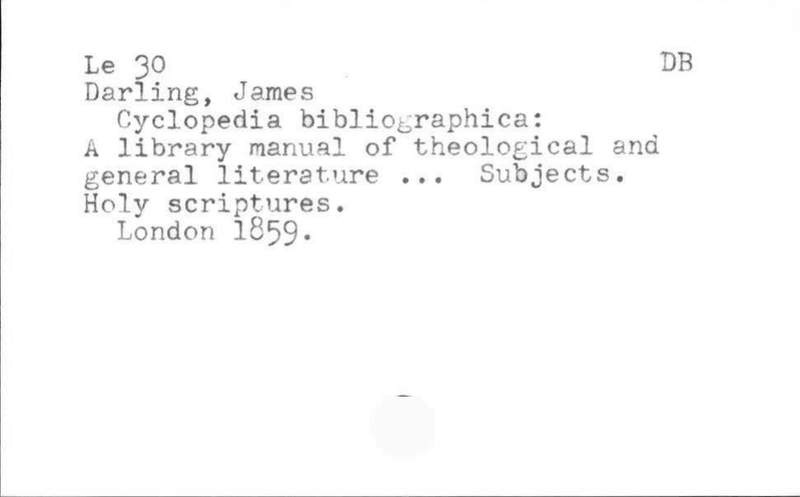 Le 30 DB
Darling, James
Cyclopedia bibliographica:
A library manual of theological and
general literature ... Subjects.
Holy scriptures.
London 1859.